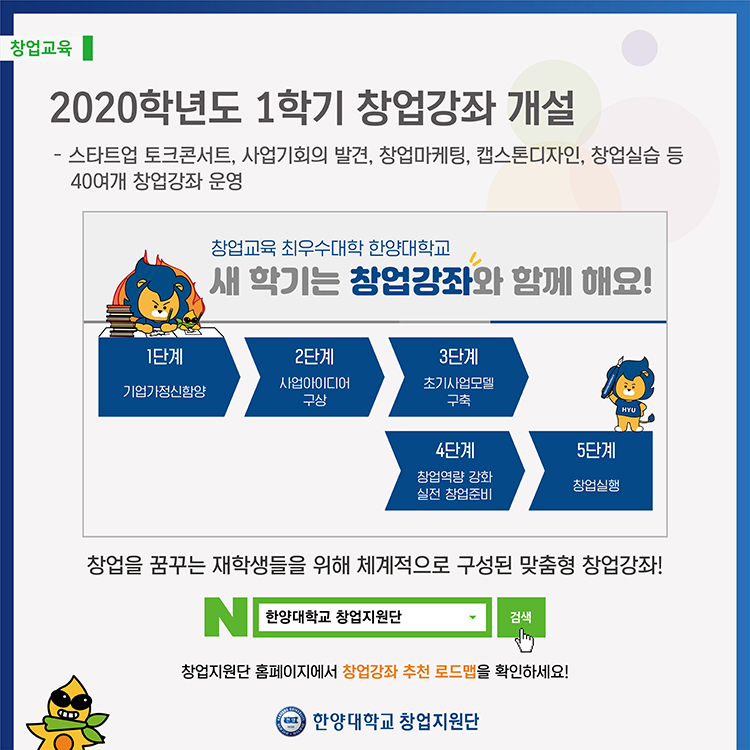 창업교육
2020학년도 1학기 창업강좌 개설
- 스타트업 토크콘서트, 사업기회의 발견, 창업마케팅, 캡스톤디자인, 창업실습 등
40여개 창업강좌 운영
창업교육 최우수대학 한양대학교
새 학기는 창업강좌와 함께 해요!
1단계
기업가정신함양
2단계
사업아이디어
구상
3단계
초기사업모델
구축
HYU
4단계
창업역량 강화
실전 창업준비
5단계
창업실행
창업을 꿈꾸는 재학생들을 위해 체계적으로 구성된 맞춤형 창업강좌!
N 한양대학교 창업지원단 검색
창업지원단 홈페이지에서 창업강좌 추천 로드맵을 확인하세요!
한양대학교 창업지원단